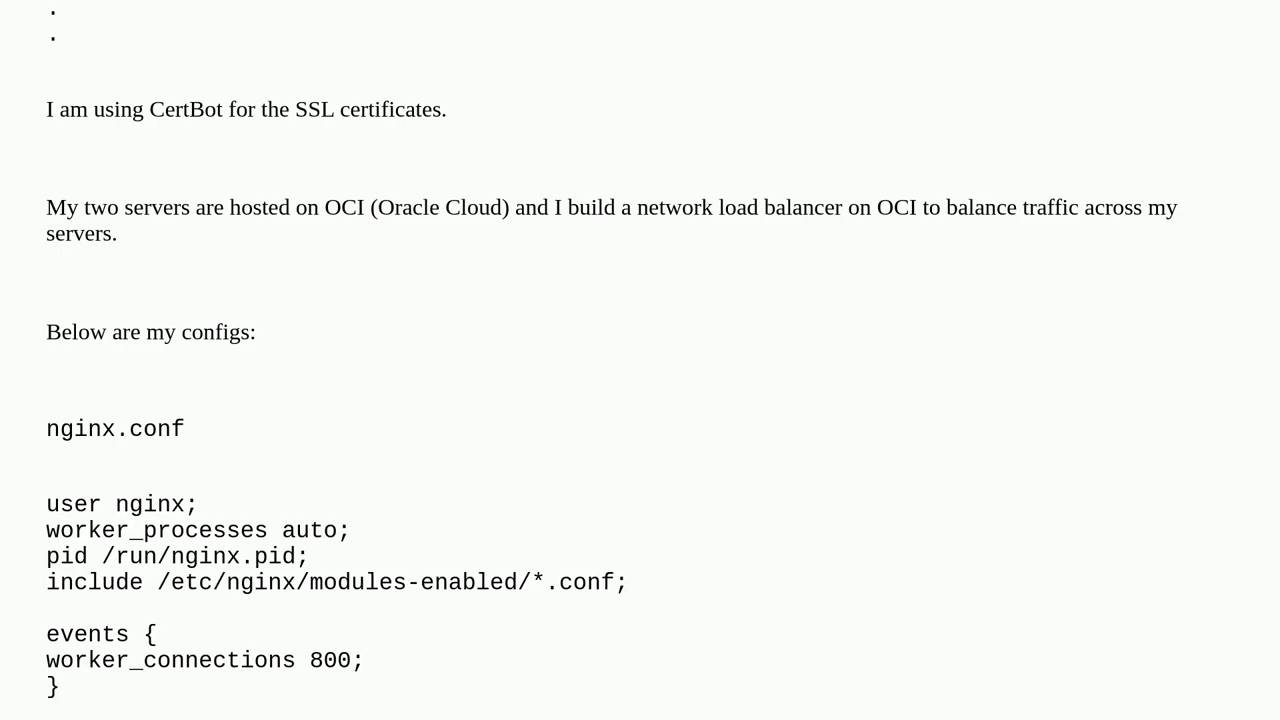 .
.
I am using CertBot for the SSL certificates.
My two servers are hosted on OCI (Oracle Cloud) and I build a network load balancer on OCI to balance traffic across my
servers.
Below are my configs:
nginx.conf
user nginx;
worker_processes auto;
pid /run/nginx.pid;
include /etc/nginx/modules-enabled/*.conf;
events {
worker_connections 800;
}